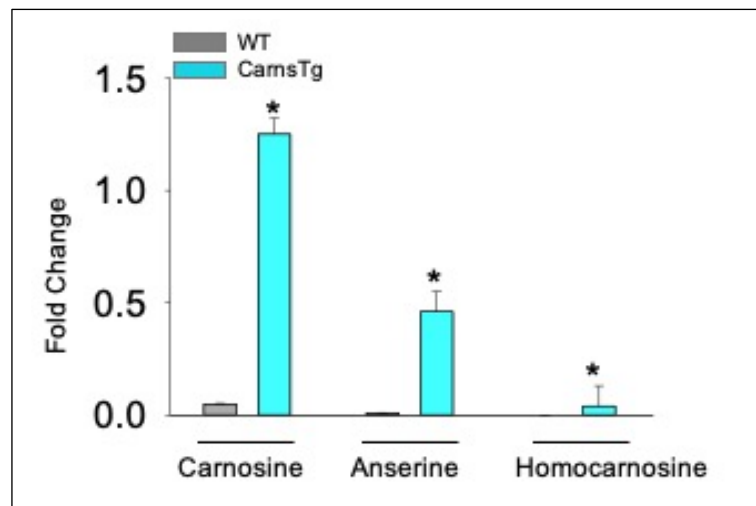 WT
CarnsTg
1.5
1.0
0.5
0.0
Fold Change
*
*
*
Carnosine
Anserine
Homocarnosine